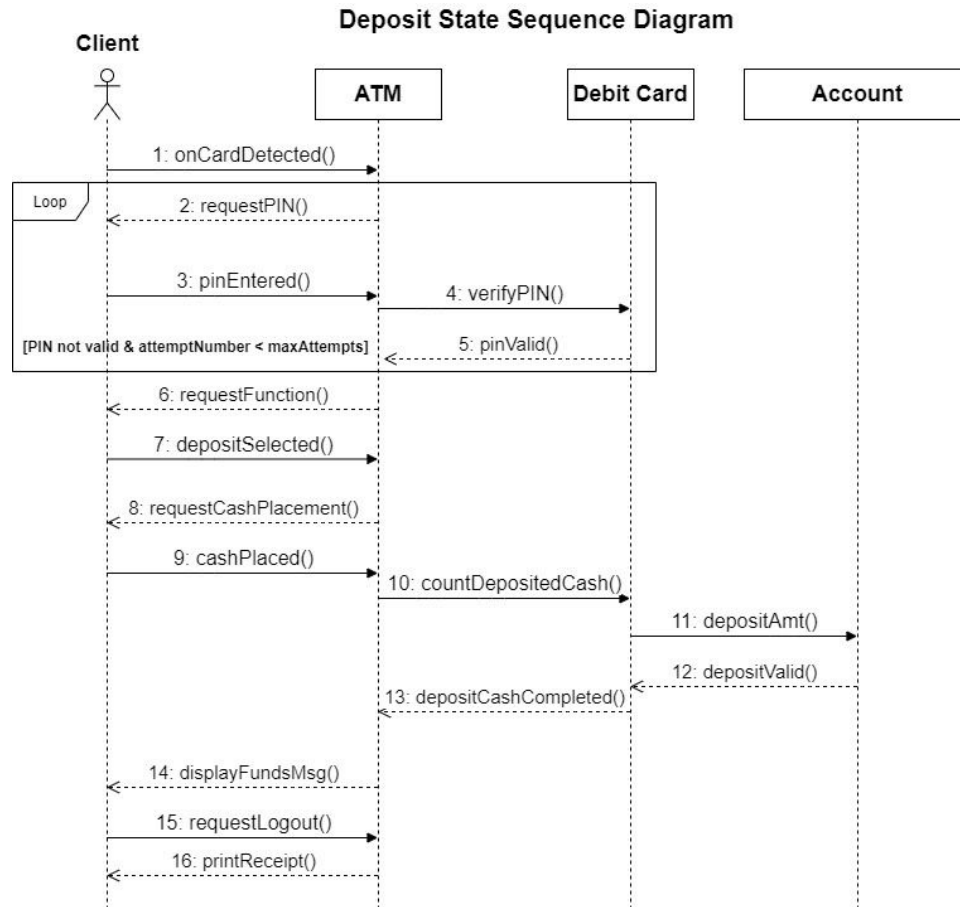 Deposit State Sequence Diagram
Client
ATM
Debit Card
Account
1: onCardDetected()
Loop
2: requestPIN()
3: pinEntered()
4: verifyPIN()
[PIN not valid & attemptNumber < maxAttempts]
5: pinValid()
6: requestFunction()
7: depositSelected()
8: requestCashPlacement()
9: cashPlaced()
10: countDepositedCash()
11: depositAmt()
12: depositValid()
13: depositCashCompleted()
14: displayFundsMsg()
15: requestLogout()
16: printReceipt()